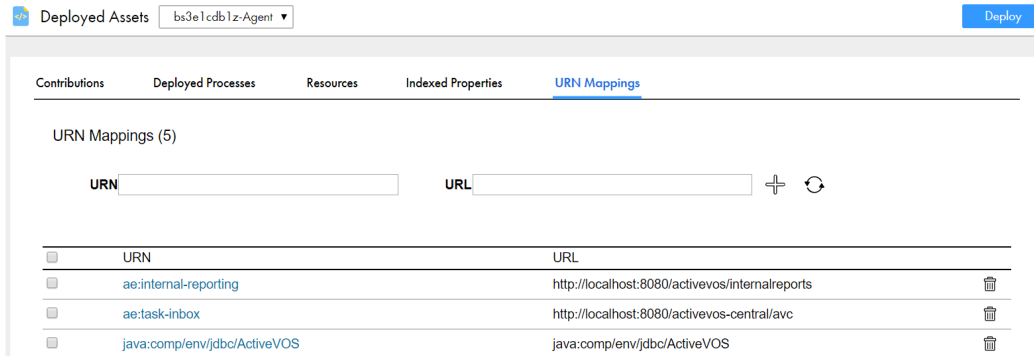 Deployed Assets bs3e1cdb1z-Agent Deploy
Contributions Deployed Processes Resources Indexed Properties URN Mappings
URN Mappings (5)
URN URL
URN URL
ae:internal-reporting http://localhost:8080/activevos/internalreports
ae:task-inbox http://localhost:8080/activevos-central/avc
java:comp/env/jdbc/ActiveVOS java:comp/env/jdbc/ActiveVOS